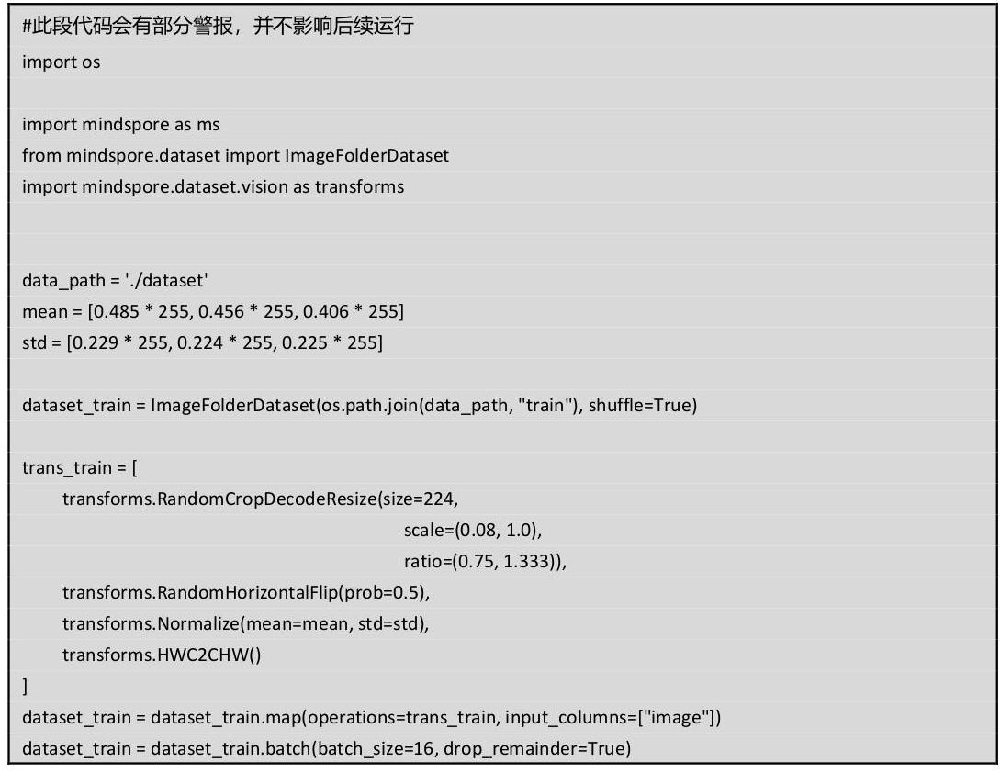 #此段代码会有部分警报，并不影响后续运行
import os
import mindspore as ms
from mindspore.dataset import ImageFolderDataset
import mindspore.dataset.vision as transforms
data_path = './dataset'
mean = [0.485 * 255, 0.456 * 255, 0.406 * 255]
std = [0.229 * 255, 0.224 * 255, 0.225 * 255]
dataset_train = ImageFolderDataset(os.path.join(data_path, "train"), shuffle=True)
trans_train = [
transforms.RandomCropDecodeResize(size=224,
scale=(0.08, 1.0),
ratio=(0.75, 1.333)),
transforms.RandomHorizontalFlip(prob=0.5),
transforms.Normalize(mean=mean, std=std),
transforms.HWC2CHW()
]
dataset_train = dataset_train.map(operations=trans_train, input_columns=["image"])
dataset_train = dataset_train.batch(batch_size=16, drop_remainder=True)